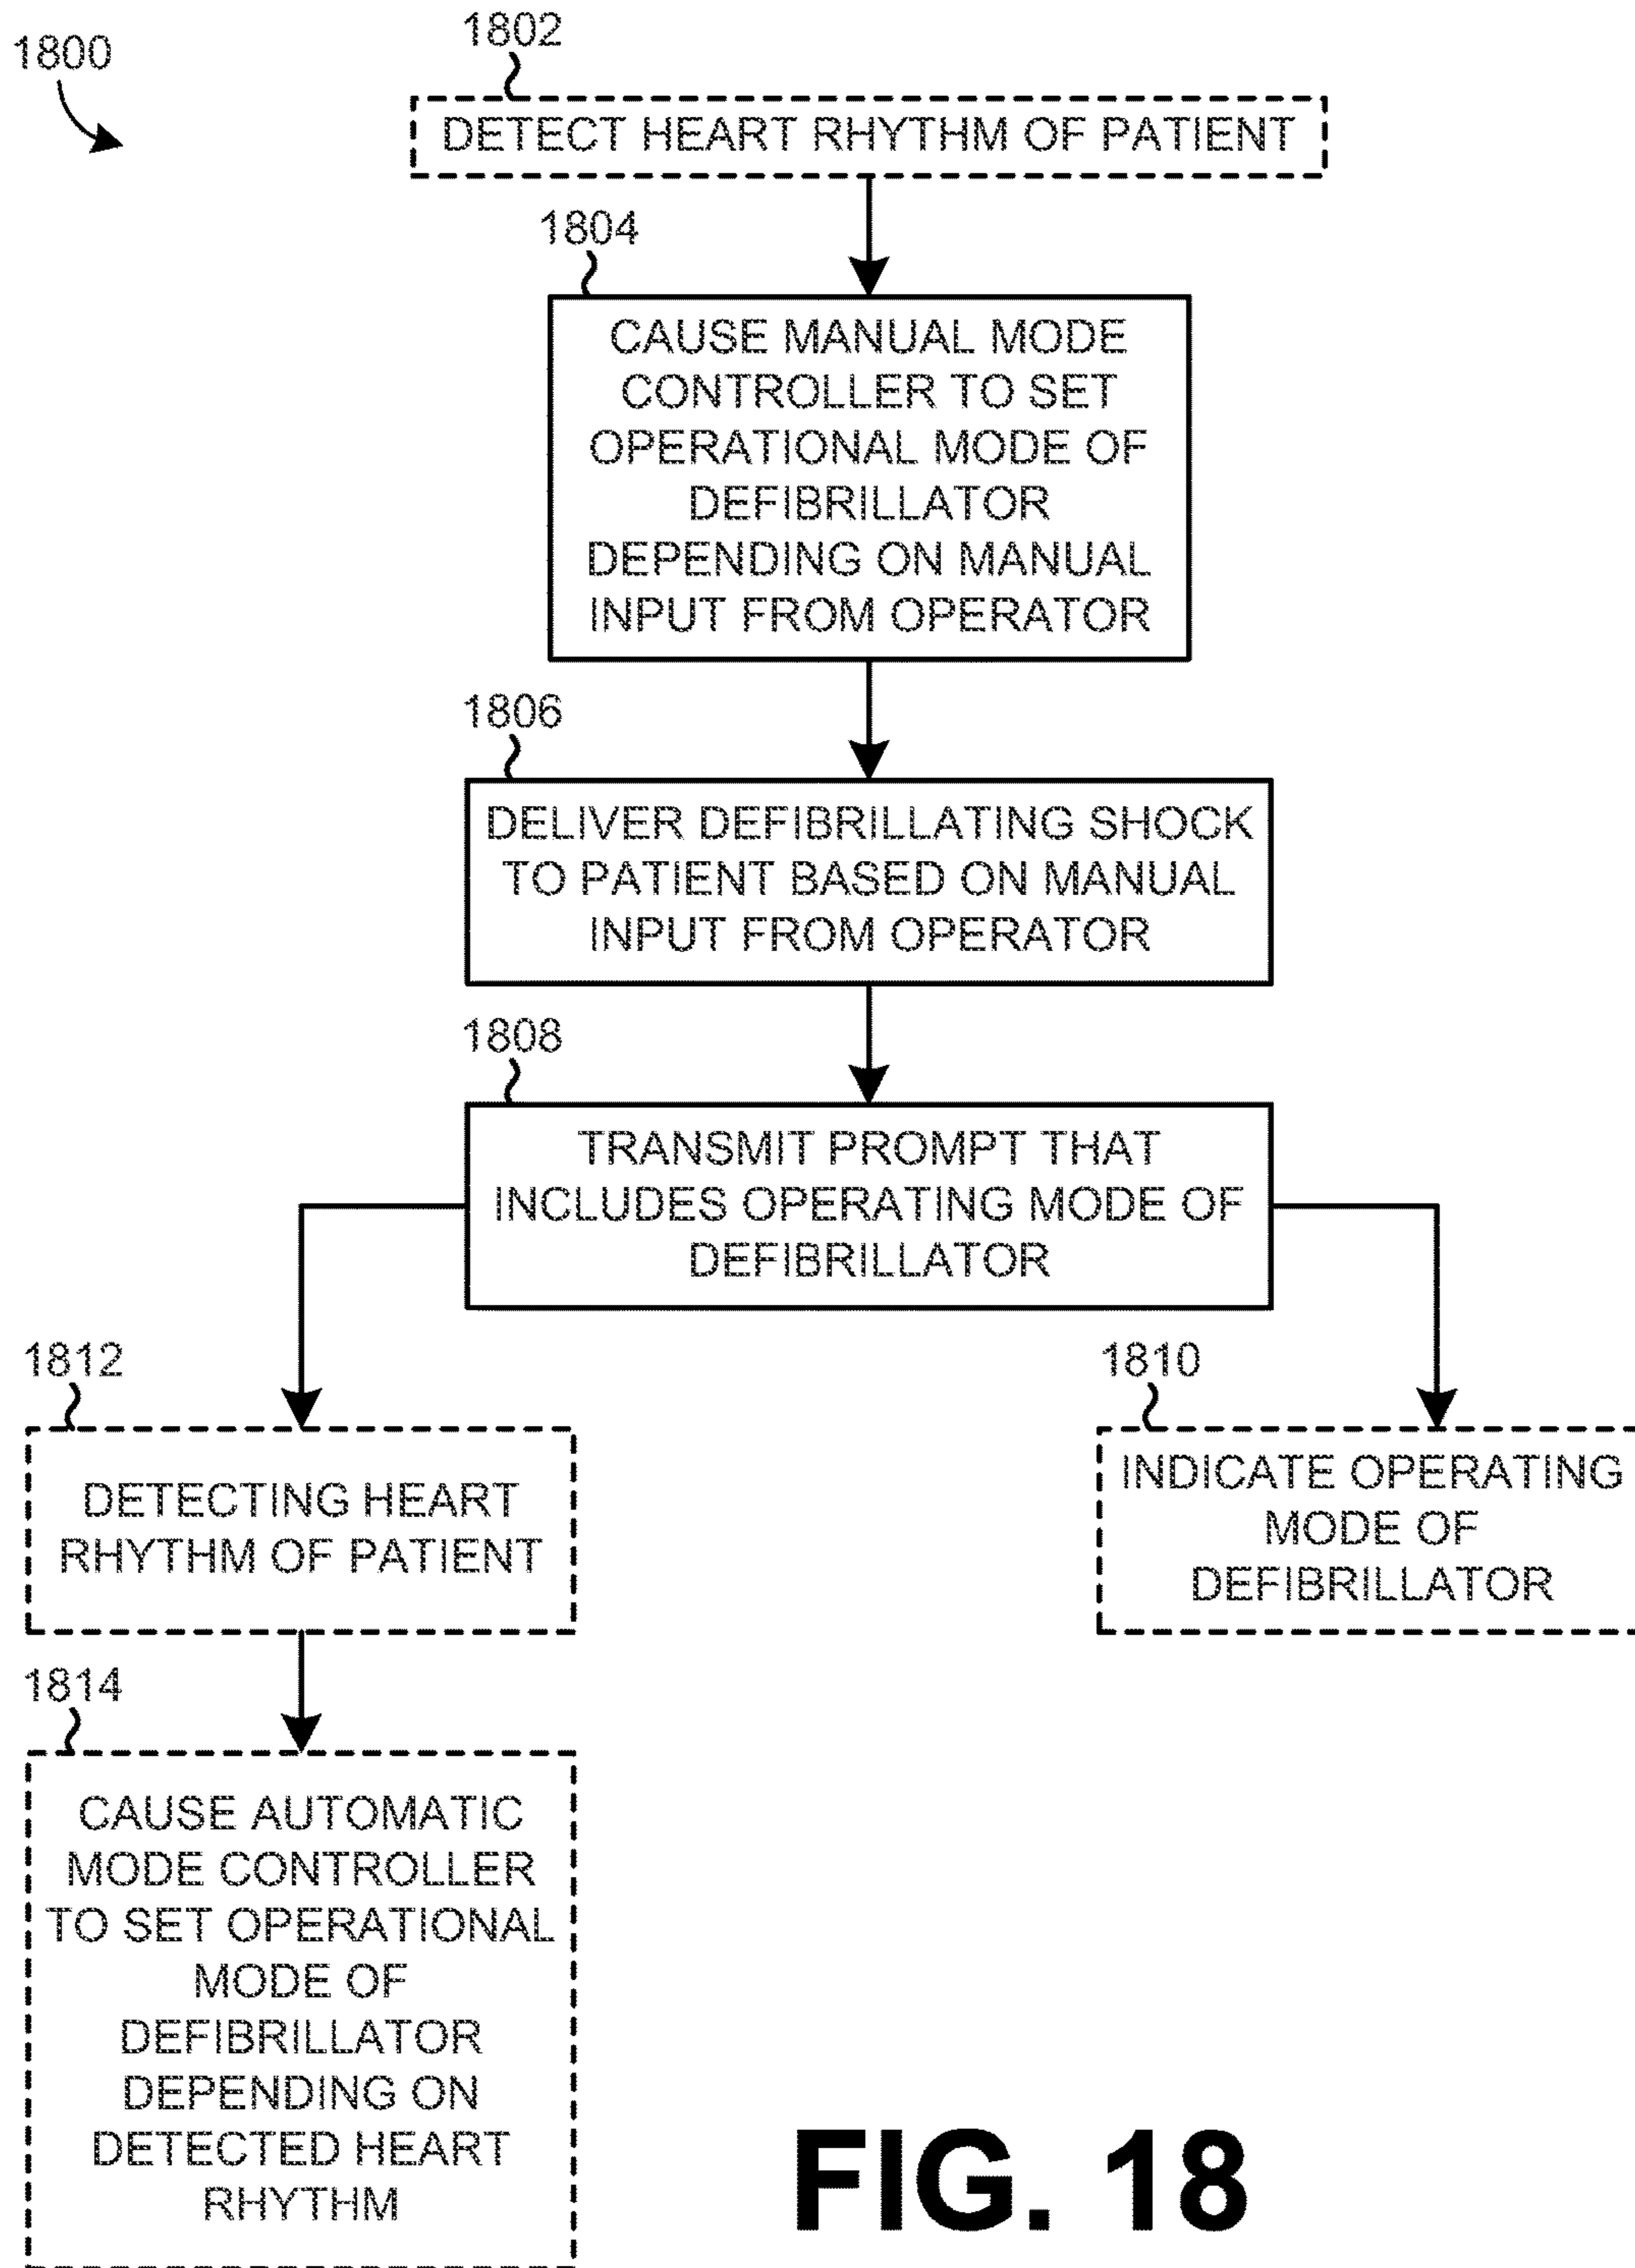 1800
1802
DETECT HEART RHYTHM OF PATIENT
1804
CAUSE MANUAL MODE
CONTROLLER TO SET
OPERATIONAL MODE OF
DEFIBRILLATOR
DEPENDING ON MANUAL
INPUT FROM OPERATOR
1806
DELIVER DEFIBRILLATING SHOCK
TO PATIENT BASED ON MANUAL
INPUT FROM OPERATOR
1808
TRANSMIT PROMPT THAT
INCLUDES OPERATING MODE OF
DEFIBRILLATOR
1812
DETECTING HEART
RHYTHM OF PATIENT
1810
INDICATE OPERATING
MODE OF
DEFIBRILLATOR
1814
CAUSE AUTOMATIC
MODE CONTROLLER
TO SET OPERATIONAL
MODE OF
DEFIBRILLATOR
DEPENDING ON
DETECTED HEART
RHYTHM
FIG. 18